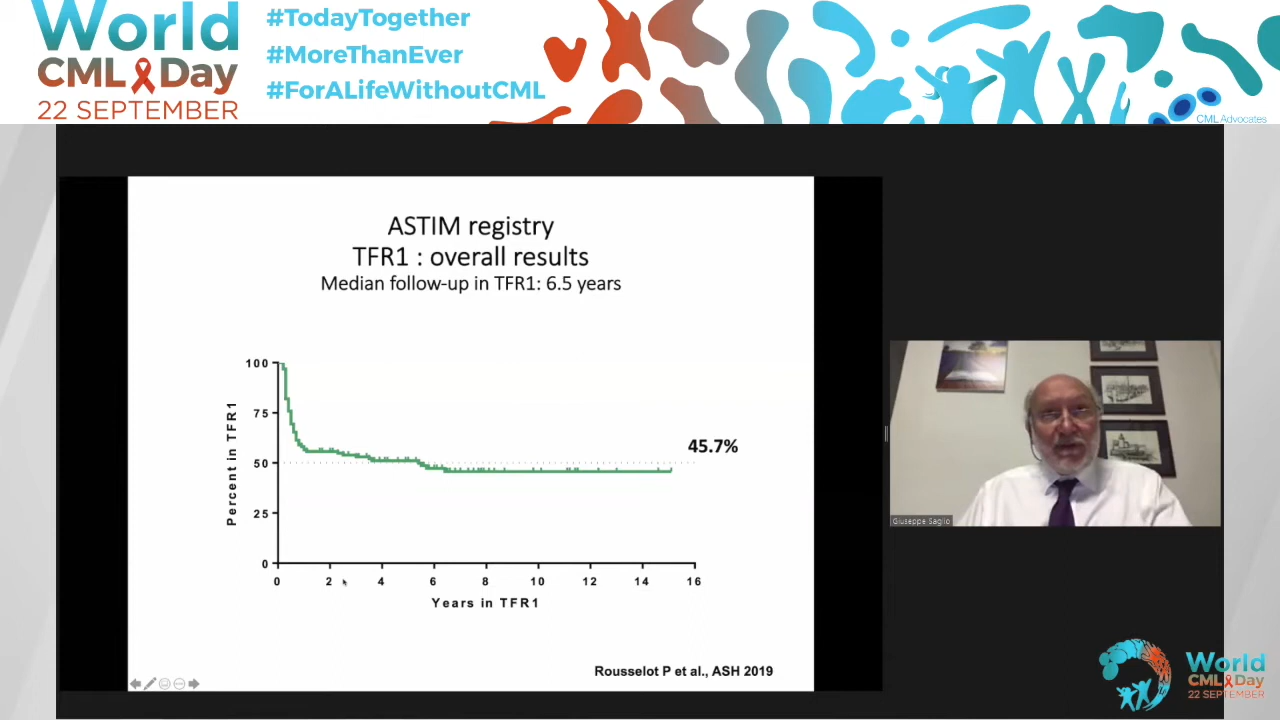 World
CML Day
22 SEPTEMBER
#TodayTogether
#MoreThanEver
#ForALifeWithoutCML
CML Advocates
ASTIM registry
TFR1 : overall results
Median follow-up in TFR1: 6.5 years
Percent in TFR1
100
75
50
25
0
45.7%
0 2 4 6 8 10 12 14 16
Years in TFR1
Rousselot P et al., ASH 2019
Giuseppe Saglio
World
CML Day
22 SEPTEMBER